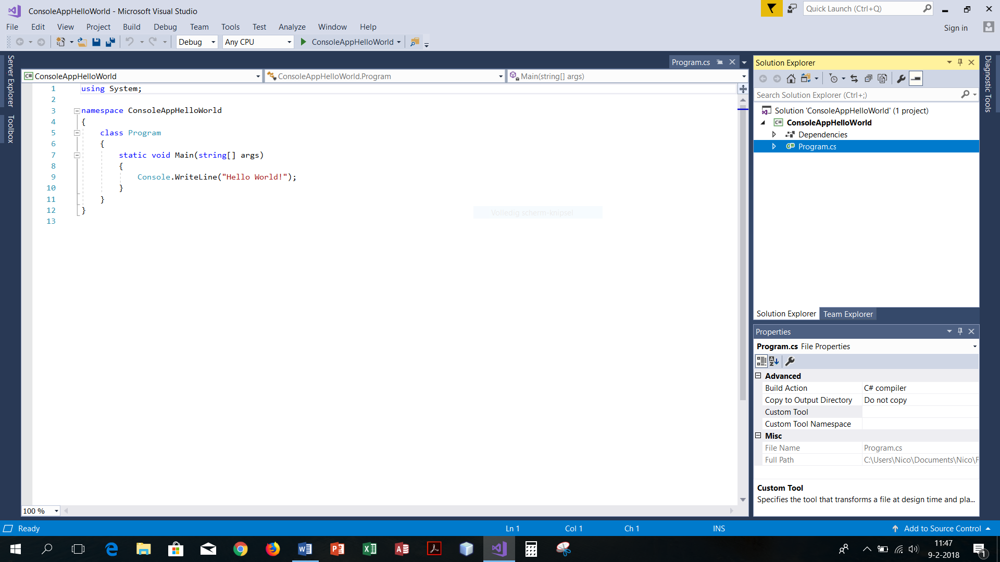 ConsoleAppHelloWorld - Microsoft Visual Studio
Quick Launch (Ctrl+Q)
File Edit View Project Build Debug Team Tools Test Analyze Window Help
Sign in
Debug Any CPU ConsoleAppHelloWorld
Server Explorer
Toolbox
Program.cs
ConsoleAppHelloWorld ConsoleAppHelloWorld.Program Main(string[] args)
1 using System;
2
3 namespace ConsoleAppHelloWorld
4 {
5 class Program
6 {
7 static void Main(string[] args)
8 {
9 Console.WriteLine("Hello World!");
10 }
11 }
12 }
13
Volledig scherm-knipsel
100 %
Solution Explorer
Search Solution Explorer (Ctrl+;)
Solution 'ConsoleAppHelloWorld' (1 project)
C# ConsoleAppHelloWorld
Dependencies
C# Program.cs
Solution Explorer Team Explorer
Properties
Program.cs File Properties
Advanced
Build Action C# compiler
Copy to Output Directory Do not copy
Custom Tool
Custom Tool Namespace
Misc
File Name Program.cs
Full Path C:\Users\Nico\Documents\Nico\F
Custom Tool
Specifies the tool that transforms a file at design time and pla...
Diagnostic Tools
Ready Ln 1 Col 1 Ch 1 INS Add to Source Control
11:47
9-2-2018
1